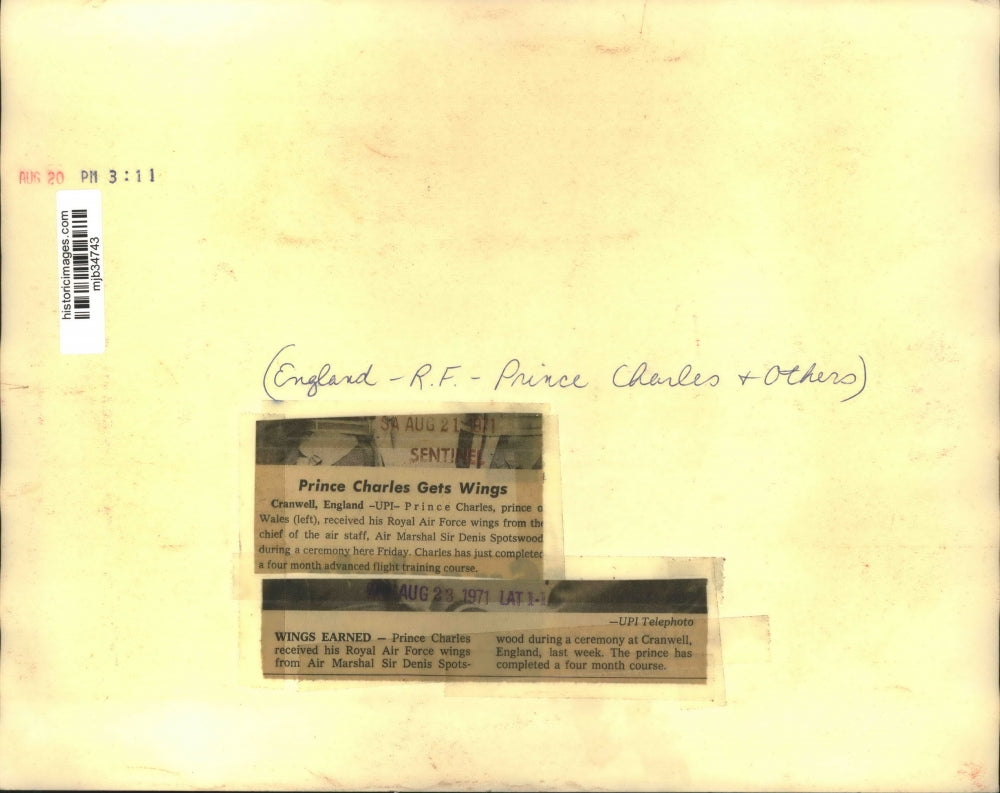 AUG 20 PM 3:11
historicimages.com
mjb34743
(England - R.F. - Prince Charles + Others)
SA AUG 21 1971
SENTINEL
Prince Charles Gets Wings
Cranwell, England -UPI- Prince Charles, prince o
Wales (left), received his Royal Air Force wings from the
chief of the air staff, Air Marshal Sir Denis Spotswood
during a ceremony here Friday. Charles has just completed
a four month advanced flight training course.
AUG 23 1971 LAT 1-1
—UPI Telephoto
WINGS EARNED — Prince Charles
received his Royal Air Force wings
from Air Marshal Sir Denis Spots-
wood during a ceremony at Cranwell,
England, last week. The prince has
completed a four month course.